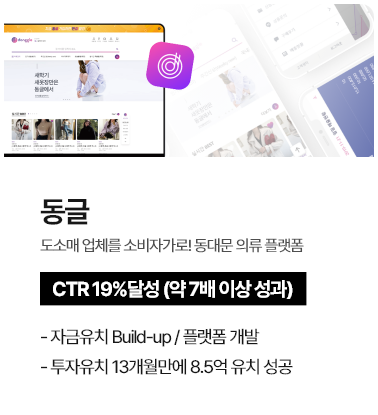 dongglo
새학기
새옷장만은
동글에서
동글
도소매 업체를 소비자가로! 동대문 의류 플랫폼
CTR 19%달성 (약 7배 이상 성과)
- 자금유치 Build-up / 플랫폼 개발
- 투자유치 13개월만에 8.5억 유치 성공